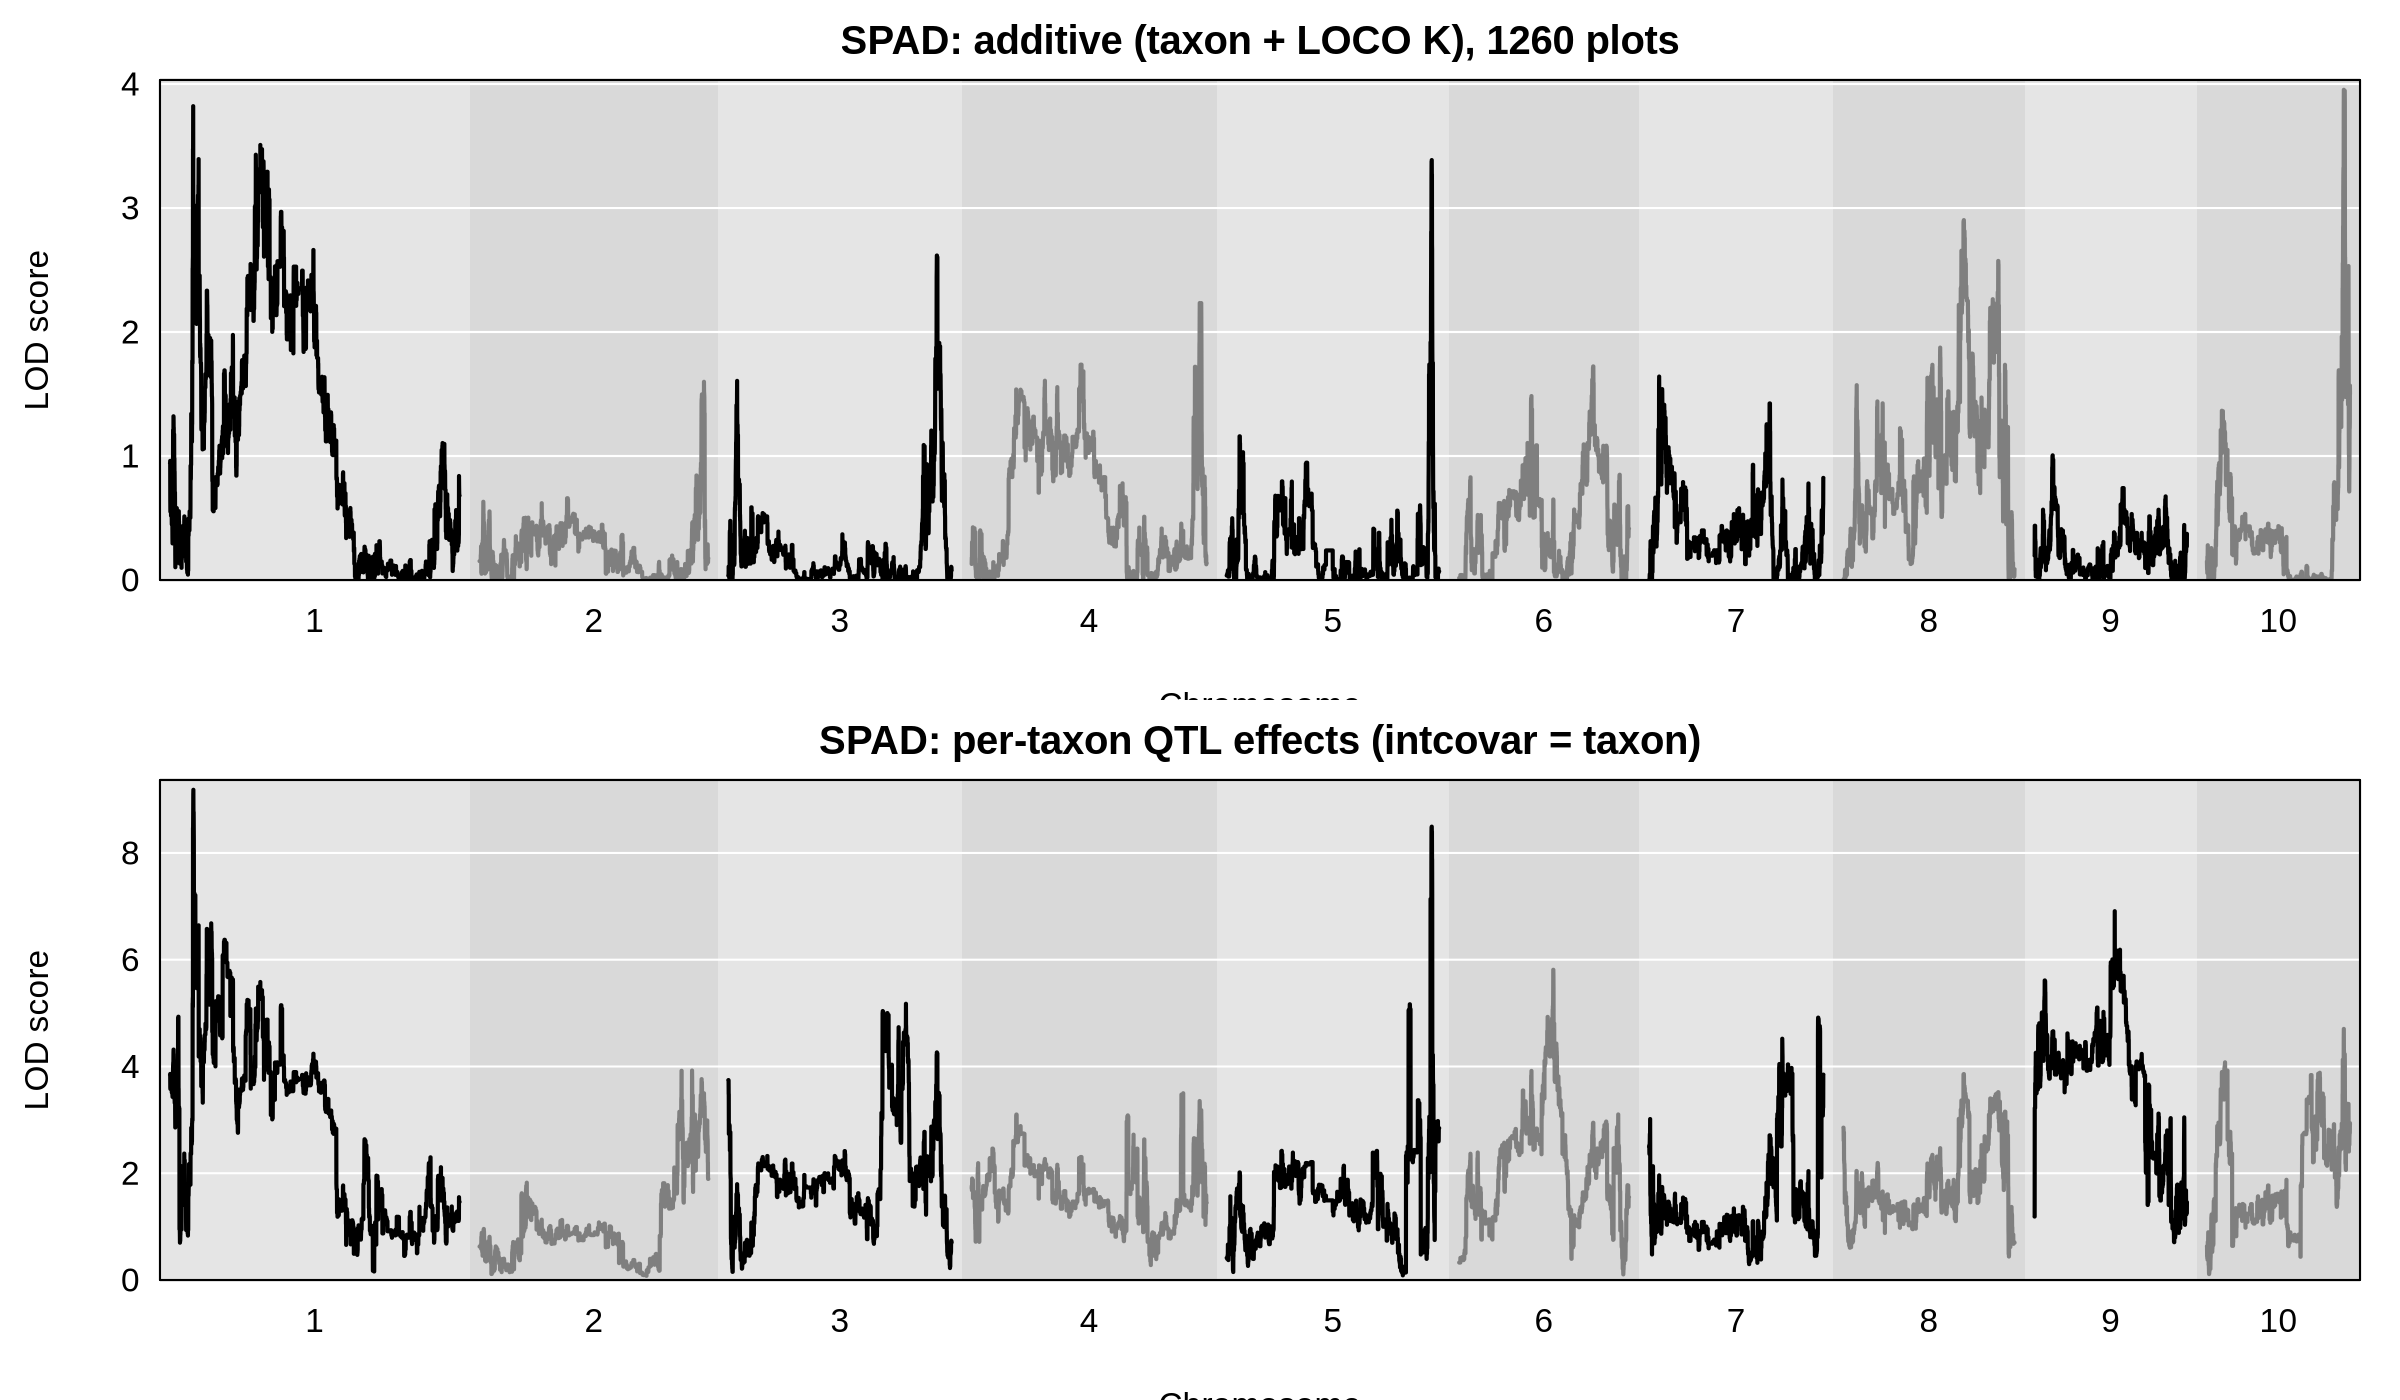 SPAD: additive (taxon + LOCO K), 1260 plots
LOD score
4
3
2
1
0
1 2 3 4 5 6 7 8 9 10
Chromosome
SPAD: per-taxon QTL effects (intcovar = taxon)
LOD score
8
6
4
2
0
1 2 3 4 5 6 7 8 9 10
Chromosome